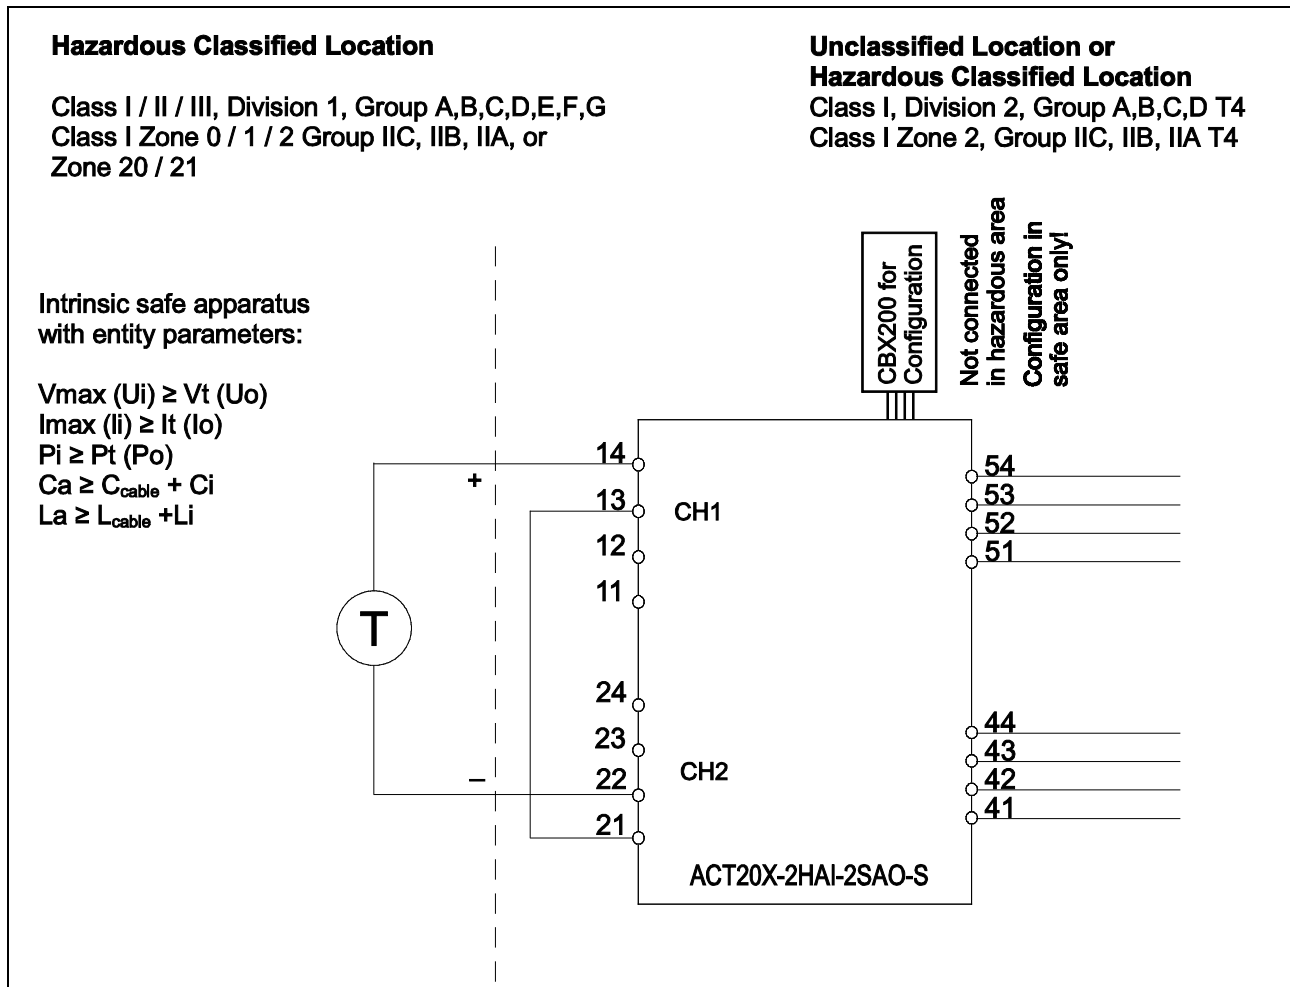 Hazardous Classified Location
Class I / II / III, Division 1, Group A,B,C,D,E,F,G
Class I Zone 0 / 1 / 2 Group IIC, IIB, IIA, or
Zone 20 / 21
Unclassified Location or
Hazardous Classified Location
Class I, Division 2, Group A,B,C,D T4
Class I Zone 2, Group IIC, IIB, IIA T4
Intrinsic safe apparatus
with entity parameters:
Vmax (Ui) ≥ Vt (Uo)
Imax (Ii) ≥ It (Io)
Pi ≥ Pt (Po)
Ca ≥ Ccable + Ci
La ≥ Lcable +Li
CBX200 for
Configuration
Not connected
in hazardous area
Configuration in
safe area only!
T
+
–
14
13
12
11
CH1
24
23
22
21
CH2
54
53
52
51
44
43
42
41
ACT20X-2HAI-2SAO-S